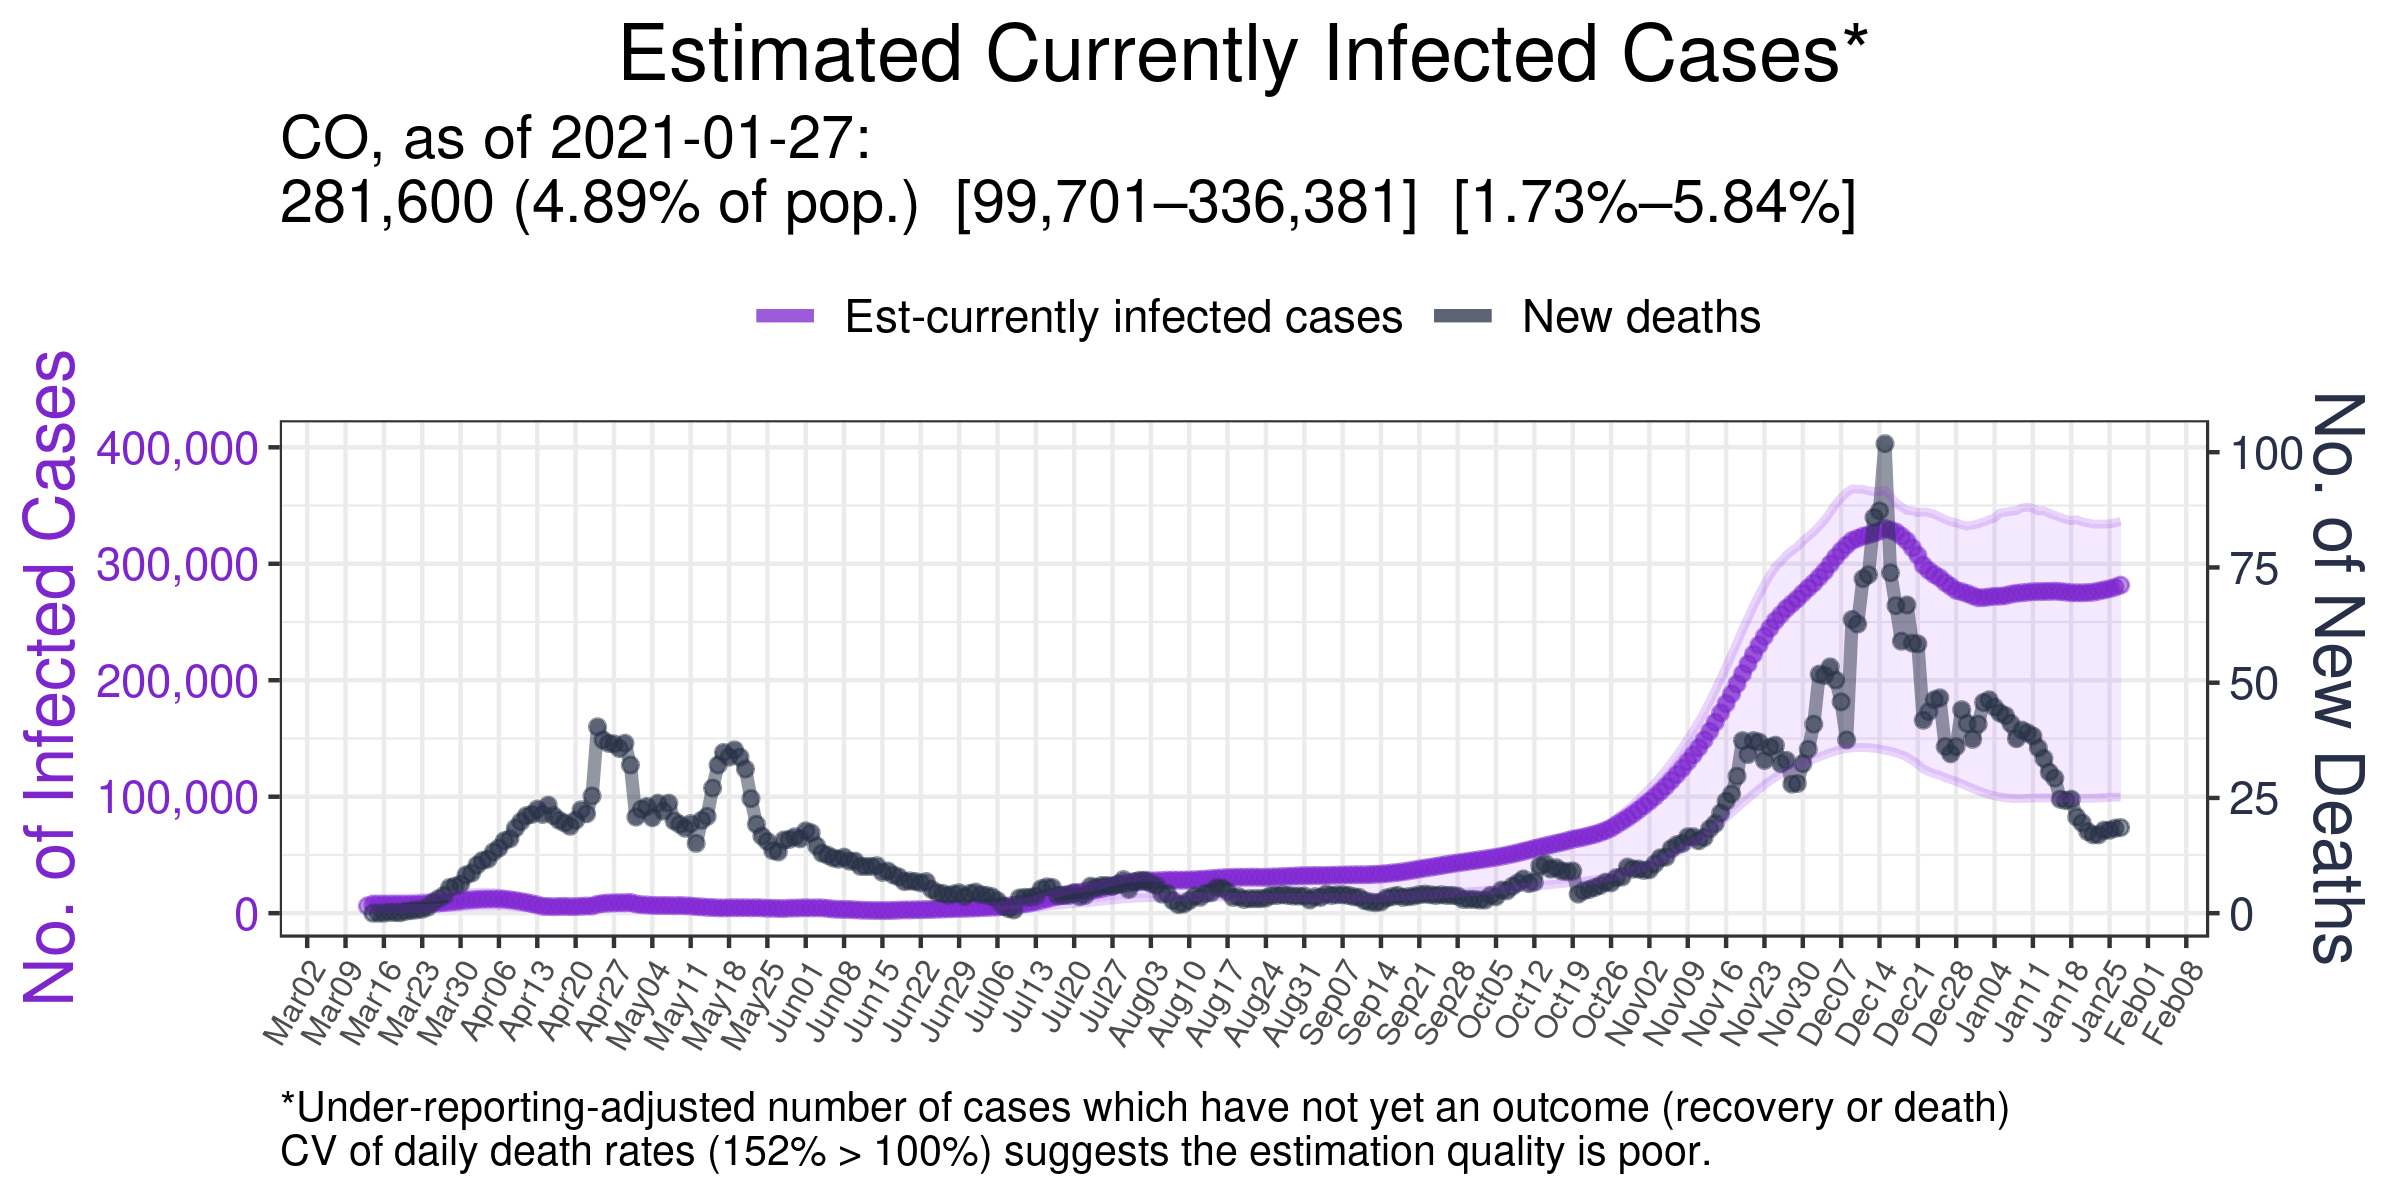 Estimated Currently Infected Cases*
CO, as of 2021-01-27:
281,600 (4.89% of pop.) [99,701–336,381] [1.73%–5.84%]
Est-currently infected cases
New deaths
No. of Infected Cases
400,000
300,000
200,000
100,000
0
100
75
50
25
0
No. of New Deaths
Mar02
Mar09
Mar16
Mar23
Mar30
Apr06
Apr13
Apr20
Apr27
May04
May11
May18
May25
Jun01
Jun08
Jun15
Jun22
Jun29
Jul06
Jul13
Jul20
Jul27
Aug03
Aug10
Aug17
Aug24
Aug31
Sep07
Sep14
Sep21
Sep28
Oct05
Oct12
Oct19
Oct26
Nov02
Nov09
Nov16
Nov23
Nov30
Dec07
Dec14
Dec21
Dec28
Jan04
Jan11
Jan18
Jan25
Feb01
Feb08
*Under-reporting-adjusted number of cases which have not yet an outcome (recovery or death)
CV of daily death rates (152% > 100%) suggests the estimation quality is poor.